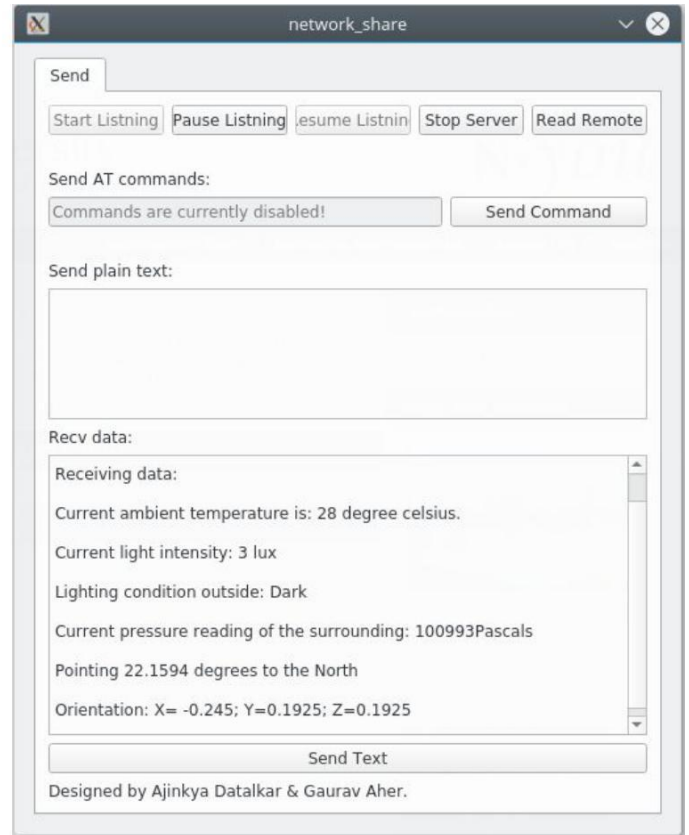 network_share
Send
Start Listning Pause Listning esume Listnin Stop Server Read Remote
Send AT commands:
Commands are currently disabled! Send Command
Send plain text:
Recv data:
Receiving data:
Current ambient temperature is: 28 degree celsius.
Current light intensity: 3 lux
Lighting condition outside: Dark
Current pressure reading of the surrounding: 100993Pascals
Pointing 22.1594 degrees to the North
Orientation: X= -0.245; Y=0.1925; Z=0.1925
Send Text
Designed by Ajinkya Datalkar & Gaurav Aher.